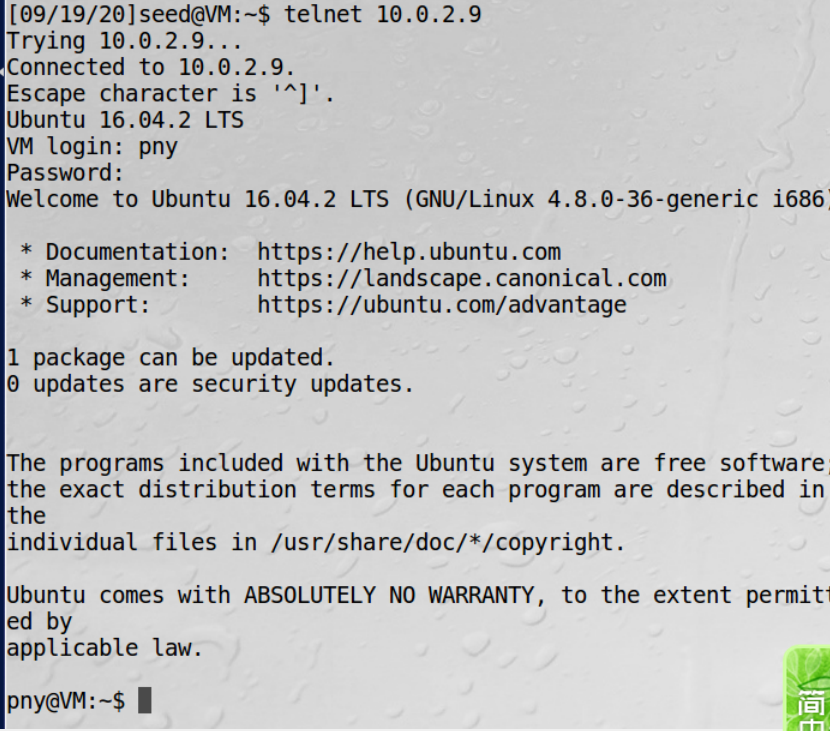 [09/19/20]seed@VM:~$ telnet 10.0.2.9
Trying 10.0.2.9...
Connected to 10.0.2.9.
Escape character is '^]'.
Ubuntu 16.04.2 LTS
VM login: pny
Password:
Welcome to Ubuntu 16.04.2 LTS (GNU/Linux 4.8.0-36-generic i686)

 * Documentation:  https://help.ubuntu.com
 * Management:     https://landscape.canonical.com
 * Support:        https://ubuntu.com/advantage

1 package can be updated.
0 updates are security updates.


The programs included with the Ubuntu system are free software;
the exact distribution terms for each program are described in
the
individual files in /usr/share/doc/*/copyright.

Ubuntu comes with ABSOLUTELY NO WARRANTY, to the extent permitt
ed by
applicable law.

pny@VM:~$
简
中